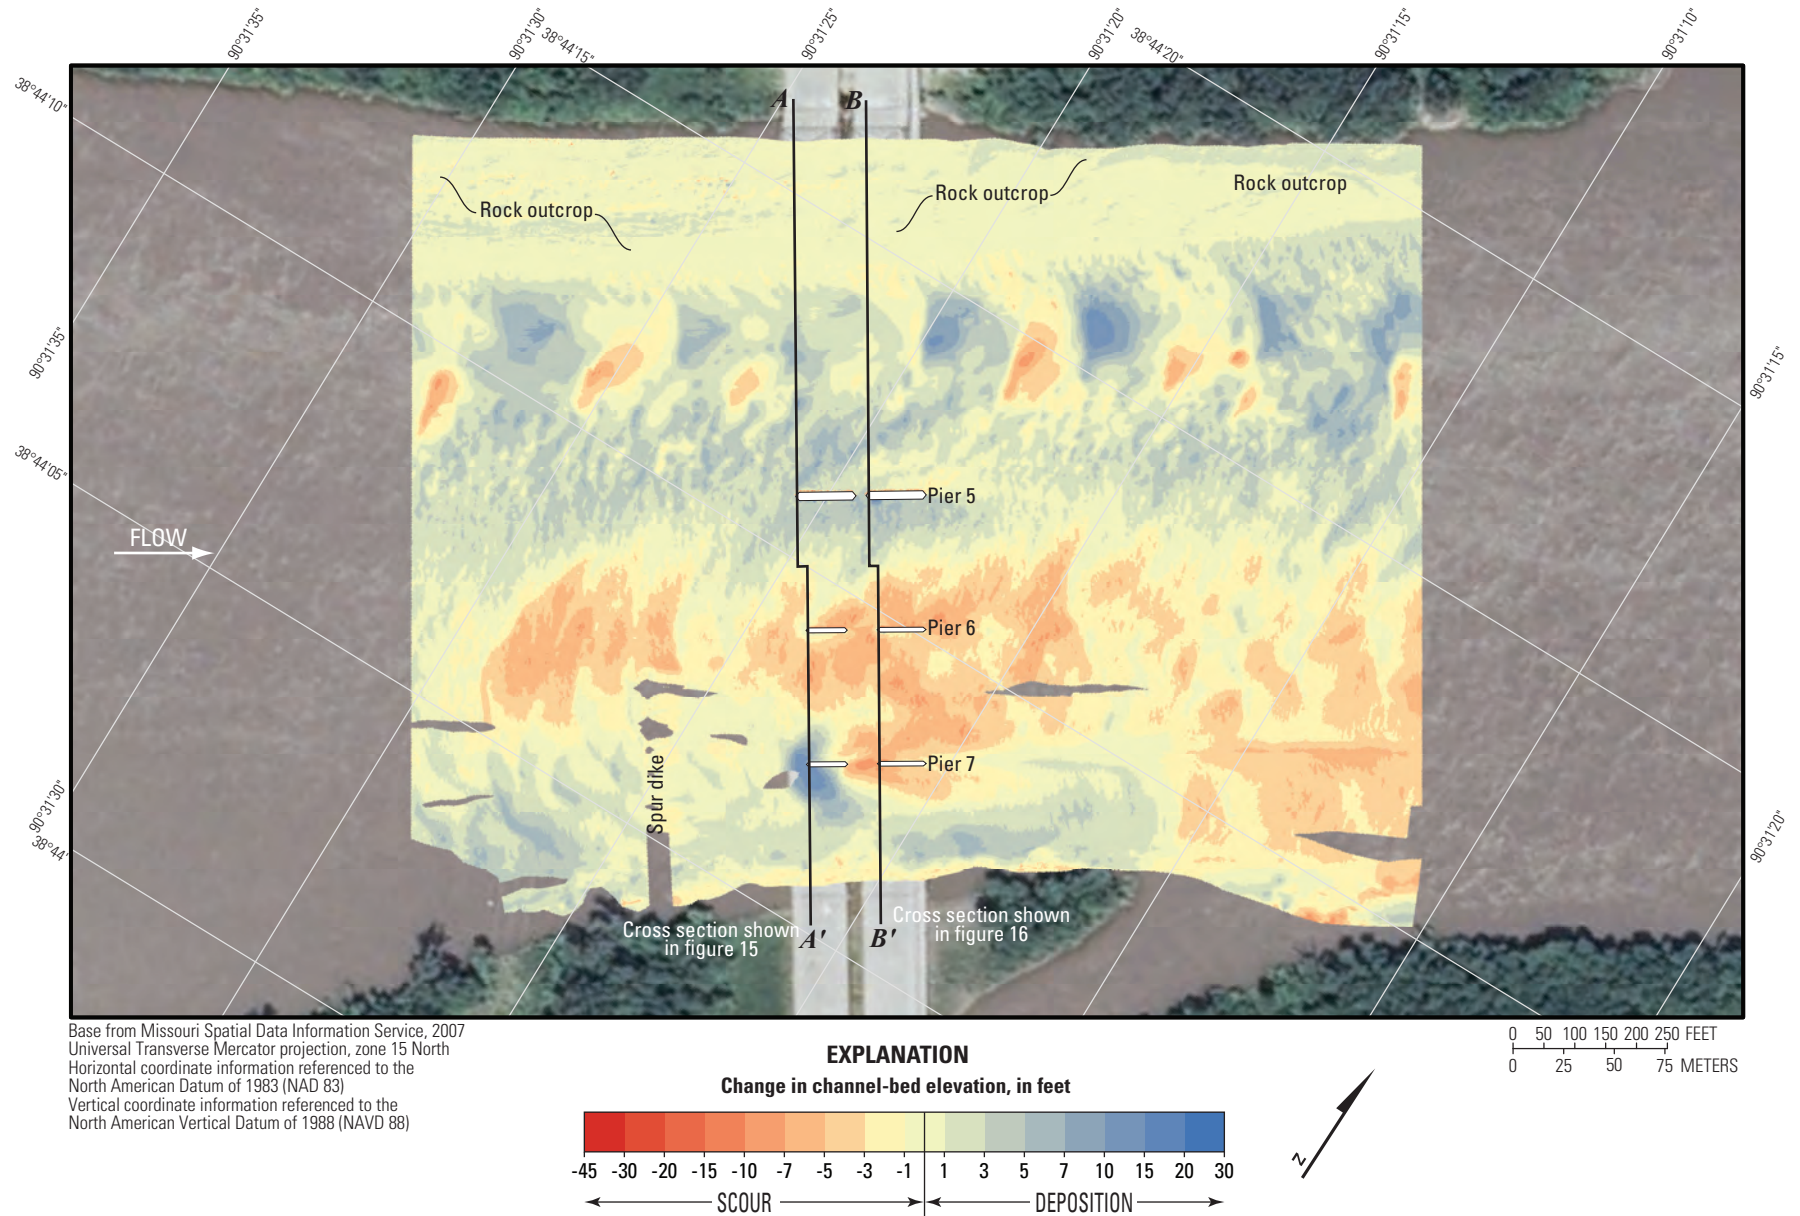 90°31'35"
90°31'30"
38°44'15"
90°31'25"
90°31'20"
38°44'20"
90°31'15"
90°31'10"
38°44'10"
A
B
Rock outcrop
Rock outcrop
Rock outcrop
90°31'35"
90°31'15"
38°44'05"
Pier 5
FLOW
Pier 6
Pier 7
Spur dike
90°31'30"
38°44'
90°31'20"
Cross section shown
in figure 15
A'
B'
Cross section shown
in figure 16
Base from Missouri Spatial Data Information Service, 2007
Universal Transverse Mercator projection, zone 15 North
Horizontal coordinate information referenced to the
North American Datum of 1983 (NAD 83)
Vertical coordinate information referenced to the
North American Vertical Datum of 1988 (NAVD 88)
EXPLANATION
Change in channel-bed elevation, in feet
-45 -30 -20 -15 -10 -7 -5 -3 -1 1 3 5 7 10 15 20 30
SCOUR DEPOSITION
0 50 100 150 200 250 FEET
0 25 50 75 METERS
N